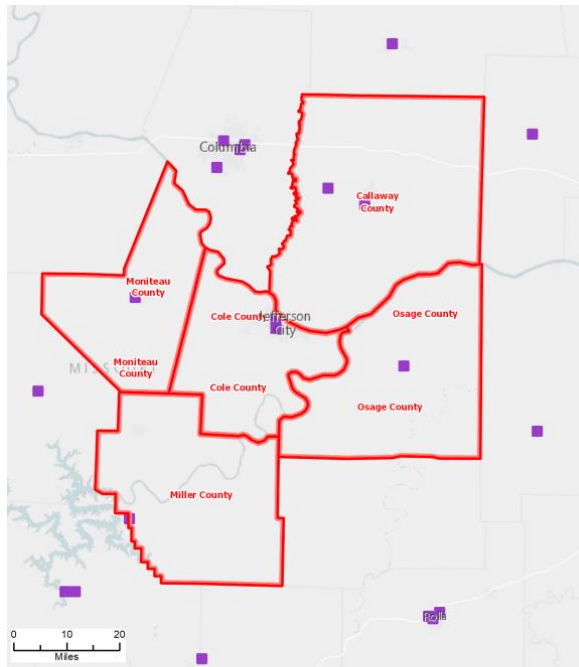 Columbia
Callaway
County
Moniteau
County
Cole County
Jefferson
City
Osage County
Moniteau
County
MISSOURI
Cole County
Osage County
Miller County
Rolla
0 10 20
Miles